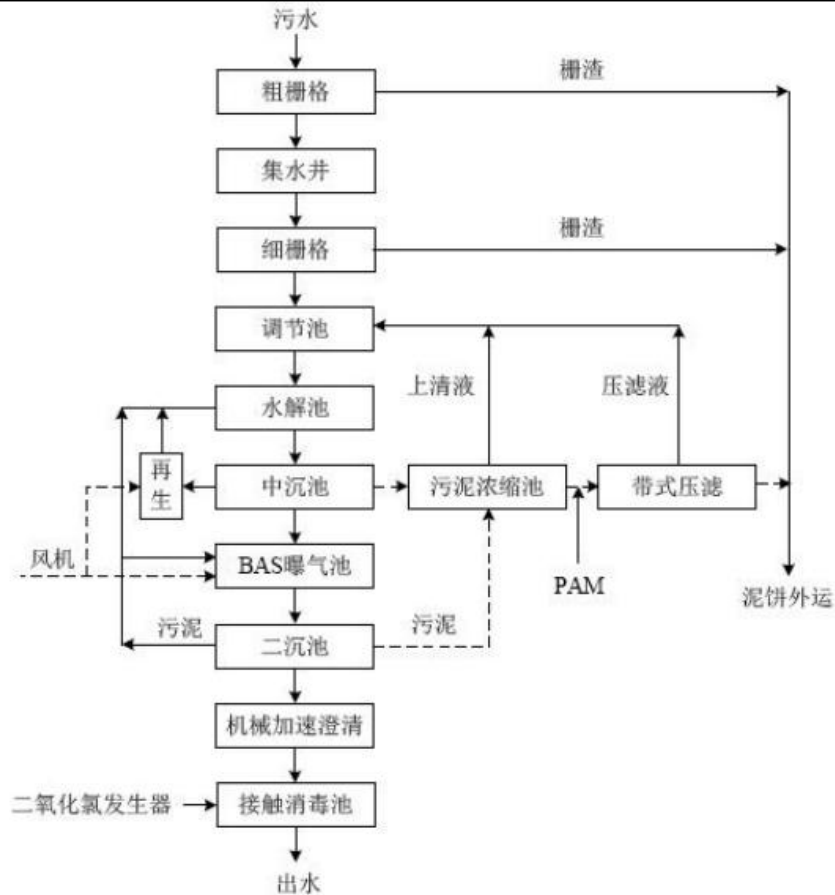 污水
粗栅格
栅渣
集水井
细栅格
栅渣
调节池
上清液
压滤液
水解池
再生
中沉池
污泥浓缩池
带式压滤
风机
BAS曝气池
PAM
泥饼外运
污泥
二沉池
污泥
机械加速澄清
二氧化氯发生器
接触消毒池
出水